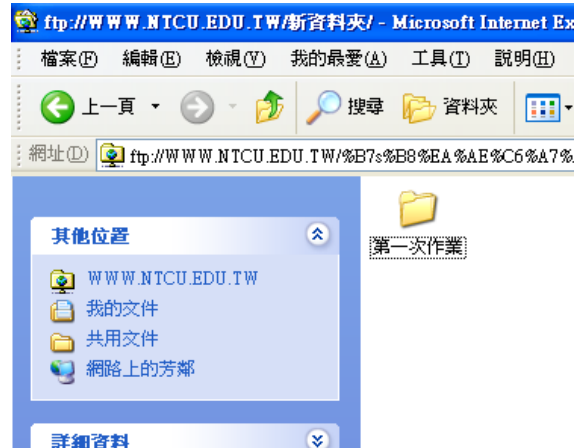 ftp://WWW.NTCU.EDU.TW/新資料夾/ - Microsoft Internet Ex
檔案(F) 編輯(E) 檢視(V) 我的最愛(A) 工具(T) 說明(H)
上一頁 搜尋 資料夾
網址(D) ftp://WWW.NTCU.EDU.TW/%B7s%B8%EA%AE%C6%A7%
其他位置
WWW.NTCU.EDU.TW
我的文件
共用文件
網路上的芳鄰
詳細資料
第一次作業